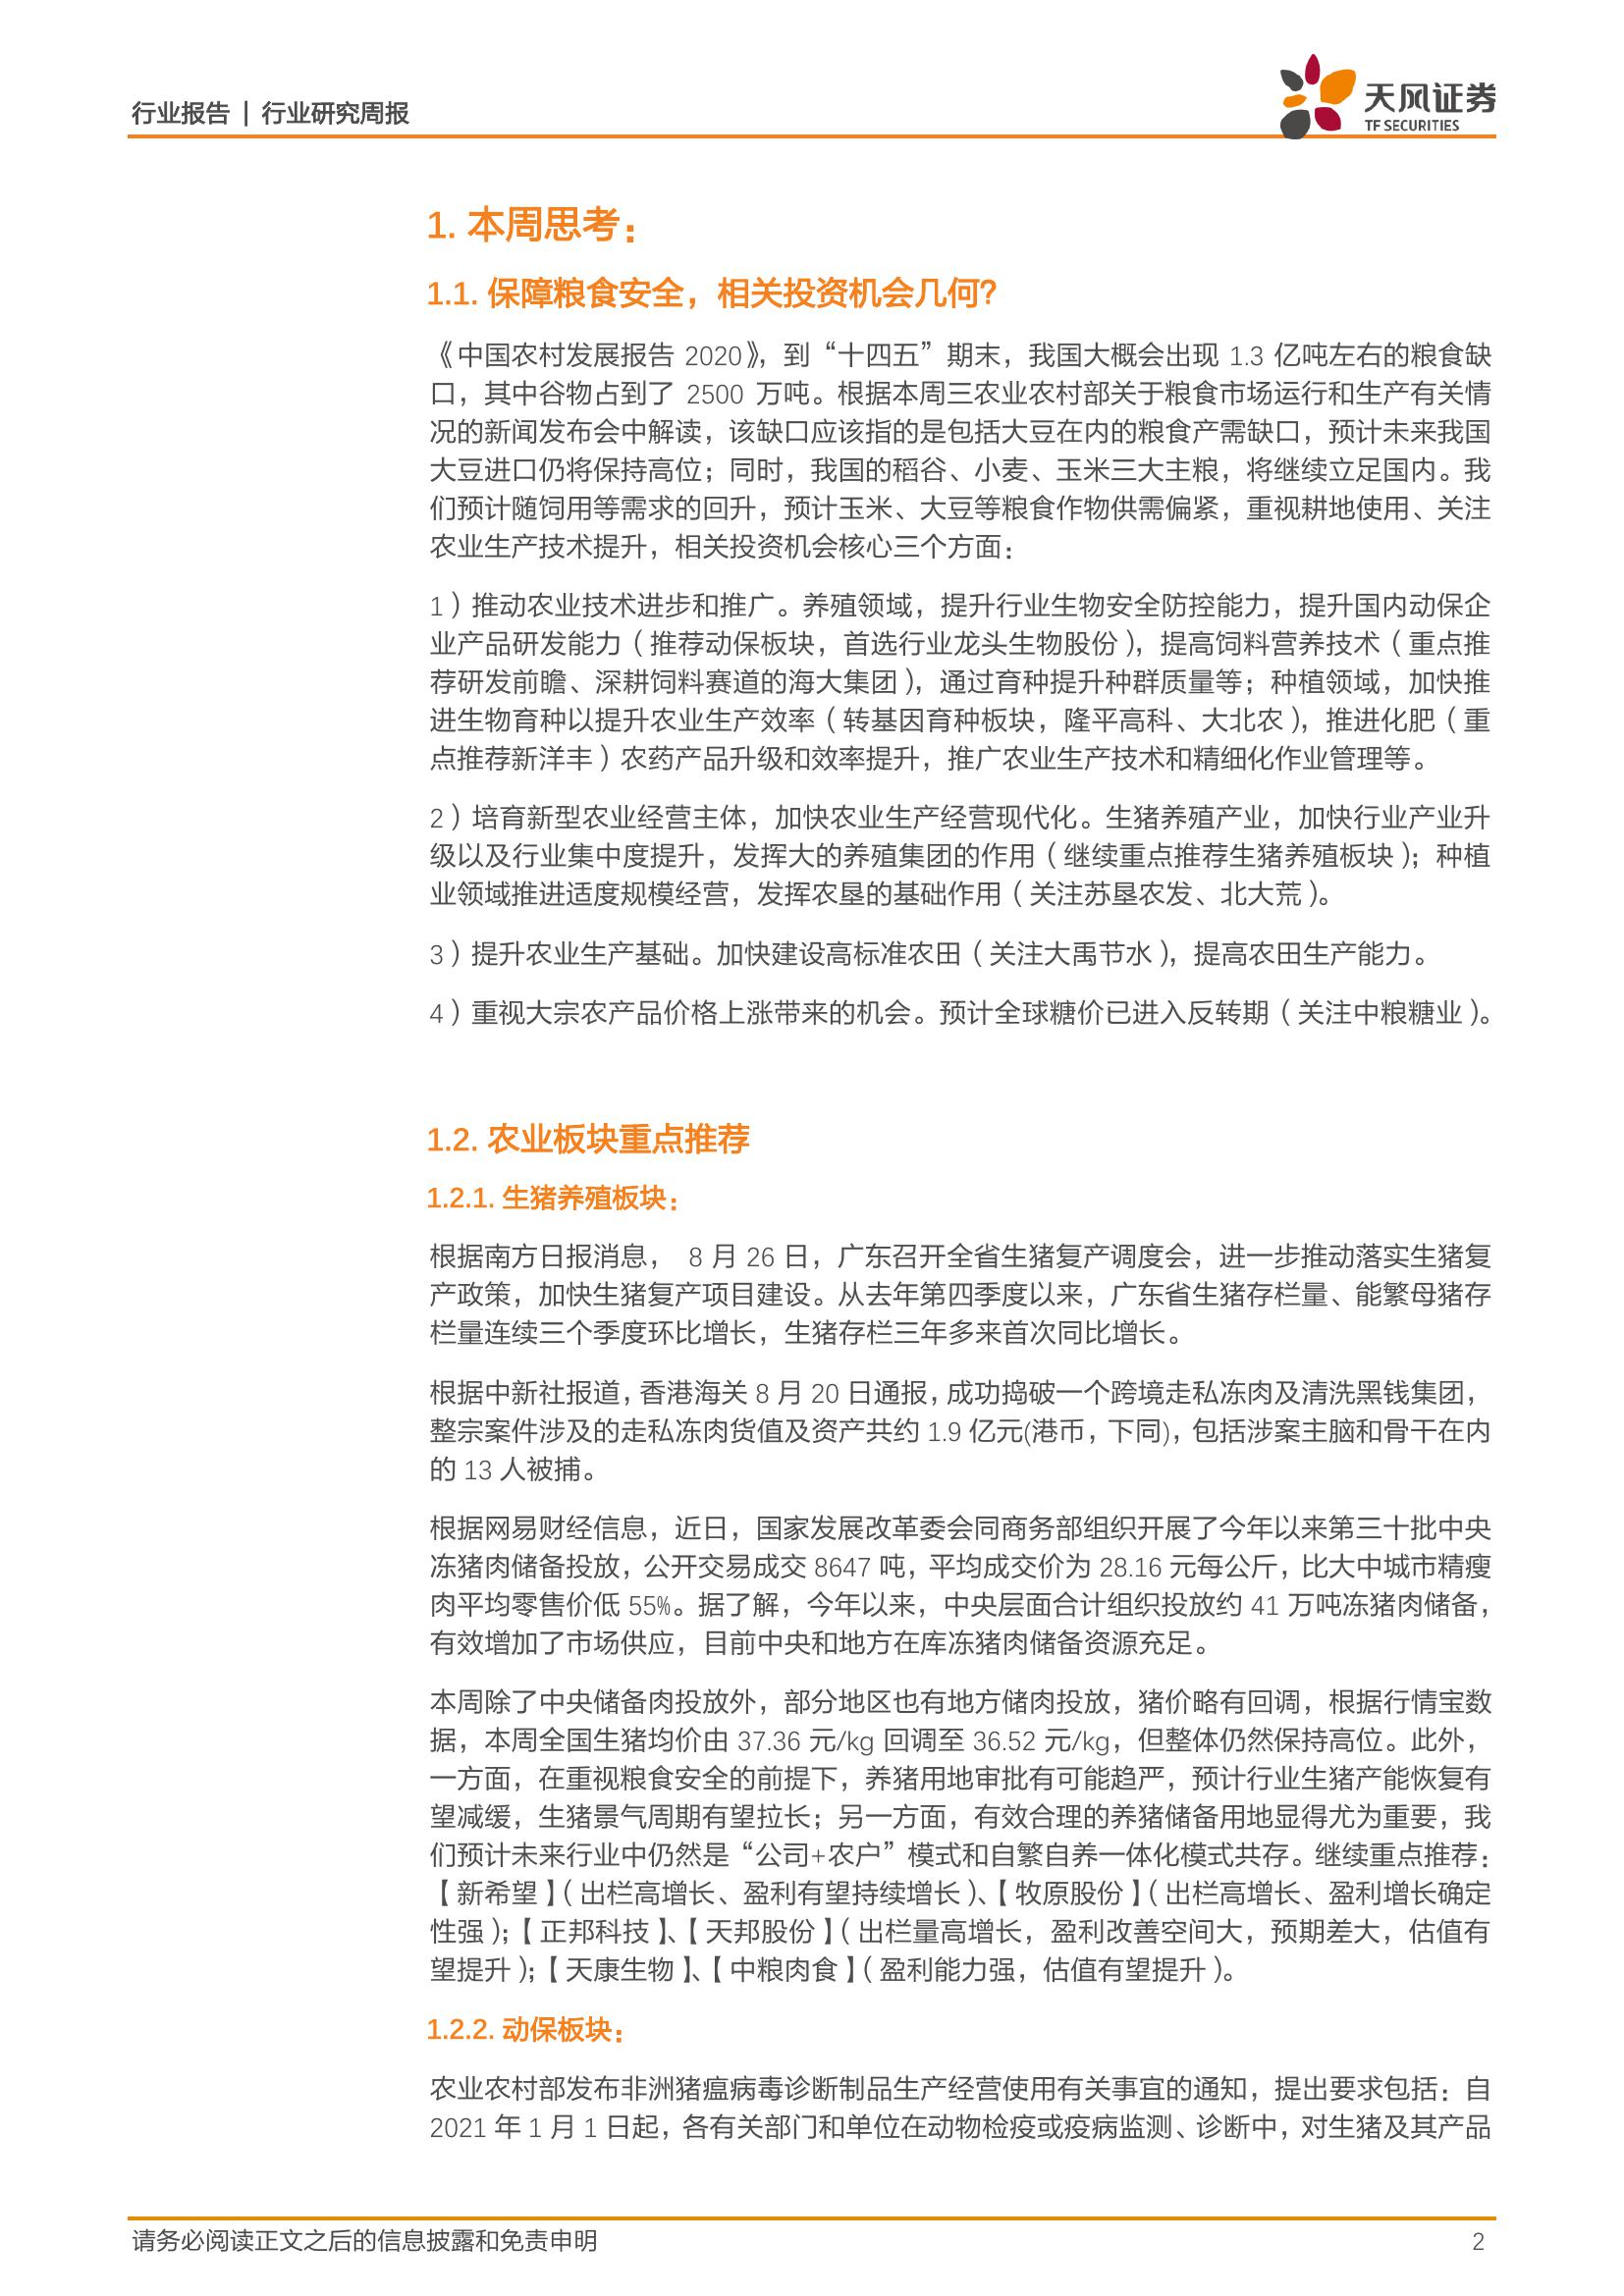 行业报告 | 行业研究周报
天风证券
TF SECURITIES
1. 本周思考：
1.1. 保障粮食安全，相关投资机会几何？
《中国农村发展报告 2020》，到“十四五”期末，我国大概会出现 1.3 亿吨左右的粮食缺
口，其中谷物占到了 2500 万吨。根据本周三农业农村部关于粮食市场运行和生产有关情
况的新闻发布会中解读，该缺口应该指的是包括大豆在内的粮食产需缺口，预计未来我国
大豆进口仍将保持高位；同时，我国的稻谷、小麦、玉米三大主粮，将继续立足国内。我
们预计随饲用等需求的回升，预计玉米、大豆等粮食作物供需偏紧，重视耕地使用、关注
农业生产技术提升，相关投资机会核心三个方面：
1）推动农业技术进步和推广。养殖领域，提升行业生物安全防控能力，提升国内动保企
业产品研发能力（推荐动保板块，首选行业龙头生物股份），提高饲料营养技术（重点推
荐研发前瞻、深耕饲料赛道的海大集团），通过育种提升种群质量等；种植领域，加快推
进生物育种以提升农业生产效率（转基因育种板块，隆平高科、大北农），推进化肥（重
点推荐新洋丰）农药产品升级和效率提升，推广农业生产技术和精细化作业管理等。
2）培育新型农业经营主体，加快农业生产经营现代化。生猪养殖产业，加快行业产业升
级以及行业集中度提升，发挥大的养殖集团的作用（继续重点推荐生猪养殖板块）；种植
业领域推进适度规模经营，发挥农垦的基础作用（关注苏垦农发、北大荒）。
3）提升农业生产基础。加快建设高标准农田（关注大禹节水），提高农田生产能力。
4）重视大宗农产品价格上涨带来的机会。预计全球糖价已进入反转期（关注中粮糖业）。
1.2. 农业板块重点推荐
1.2.1. 生猪养殖板块：
根据南方日报消息， 8 月 26 日，广东召开全省生猪复产调度会，进一步推动落实生猪复
产政策，加快生猪复产项目建设。从去年第四季度以来，广东省生猪存栏量、能繁母猪存
栏量连续三个季度环比增长，生猪存栏三年多来首次同比增长。
根据中新社报道，香港海关 8 月 20 日通报，成功捣破一个跨境走私冻肉及清洗黑钱集团，
整宗案件涉及的走私冻肉货值及资产共约 1.9 亿元(港币，下同)，包括涉案主脑和骨干在内
的 13 人被捕。
根据网易财经信息，近日，国家发展改革委会同商务部组织开展了今年以来第三十批中央
冻猪肉储备投放，公开交易成交 8647 吨，平均成交价为 28.16 元每公斤，比大中城市精瘦
肉平均零售价低 55%。据了解，今年以来，中央层面合计组织投放约 41 万吨冻猪肉储备，
有效增加了市场供应，目前中央和地方在库冻猪肉储备资源充足。
本周除了中央储备肉投放外，部分地区也有地方储肉投放，猪价略有回调，根据行情宝数
据，本周全国生猪均价由 37.36 元/kg 回调至 36.52 元/kg，但整体仍然保持高位。此外，
一方面，在重视粮食安全的前提下，养猪用地审批有可能趋严，预计行业生猪产能恢复有
望减缓，生猪景气周期有望拉长；另一方面，有效合理的养猪储备用地显得尤为重要，我
们预计未来行业中仍然是“公司+农户”模式和自繁自养一体化模式共存。继续重点推荐：
【新希望】（出栏高增长、盈利有望持续增长）、【牧原股份】（出栏高增长、盈利增长确定
性强）；【正邦科技】、【天邦股份】（出栏量高增长，盈利改善空间大，预期差大，估值有
望提升）；【天康生物】、【中粮肉食】（盈利能力强，估值有望提升）。
1.2.2. 动保板块：
农业农村部发布非洲猪瘟病毒诊断制品生产经营使用有关事宜的通知，提出要求包括：自
2021 年 1 月 1 日起，各有关部门和单位在动物检疫或疫病监测、诊断中，对生猪及其产品
请务必阅读正文之后的信息披露和免责申明
2